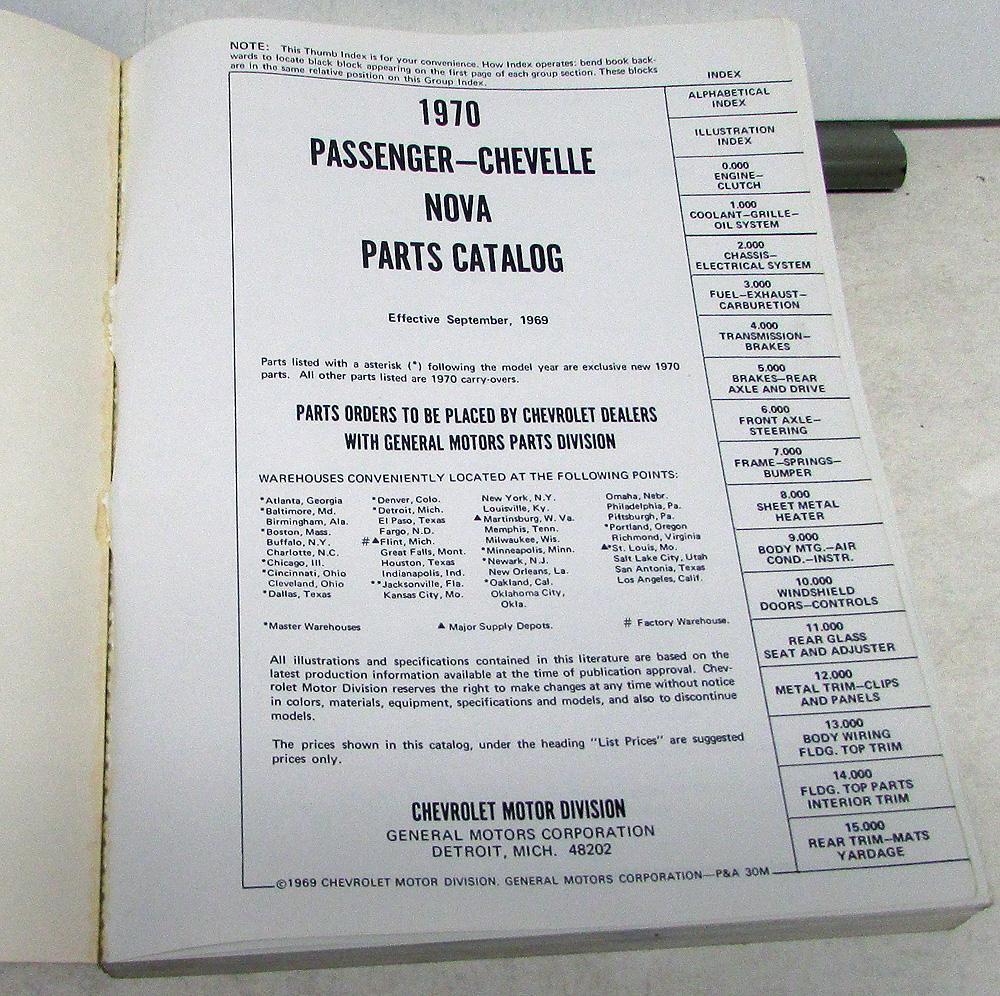 NOTE: This Thumb Index is for your convenience. How Index operates: bend book back-
wards to locate black block appearing on the first page of each group section. These blocks
are in the same relative position on this Group Index.
1970
PASSENGER—CHEVELLE
NOVA
PARTS CATALOG
Effective September, 1969
Parts listed with a asterisk (*) following the model year are exclusive new 1970
parts. All other parts listed are 1970 carry-overs.
PARTS ORDERS TO BE PLACED BY CHEVROLET DEALERS
WITH GENERAL MOTORS PARTS DIVISION
WAREHOUSES CONVENIENTLY LOCATED AT THE FOLLOWING POINTS:
*Atlanta, Georgia
*Baltimore, Md.
Birmingham, Ala.
*Boston, Mass.
Buffalo, N.Y.
Charlotte, N.C.
*Chicago, Ill.
*Cincinnati, Ohio
Cleveland, Ohio
*Dallas, Texas
*Denver, Colo.
*Detroit, Mich.
El Paso, Texas
Fargo, N.D.
#▲Flint, Mich.
Great Falls, Mont.
Houston, Texas
Indianapolis, Ind.
**Jacksonville, Fla.
Kansas City, Mo.
New York, N.Y.
Louisville, Ky.
▲Martinsburg, W. Va.
Memphis, Tenn.
Milwaukee, Wis.
*Minneapolis, Minn.
*Newark, N.J.
New Orleans, La.
*Oakland, Cal.
Oklahoma City,
Okla.
Omaha, Nebr.
Philadelphia, Pa.
Pittsburgh, Pa.
*Portland, Oregon
Richmond, Virginia
▲*St. Louis, Mo.
Salt Lake City, Utah
San Antonia, Texas
Los Angeles, Calif.
*Master Warehouses
▲ Major Supply Depots.
# Factory Warehouse.
All illustrations and specifications contained in this literature are based on the
latest production information available at the time of publication approval. Chev-
rolet Motor Division reserves the right to make changes at any time without notice
in colors, materials, equipment, specifications and models, and also to discontinue
models.
The prices shown in this catalog, under the heading "List Prices" are suggested
prices only.
CHEVROLET MOTOR DIVISION
GENERAL MOTORS CORPORATION
DETROIT, MICH. 48202
©1969 CHEVROLET MOTOR DIVISION. GENERAL MOTORS CORPORATION—P&A 30M
INDEX
ALPHABETICAL
INDEX
ILLUSTRATION
INDEX
0.000
ENGINE—
CLUTCH
1.000
COOLANT—GRILLE—
OIL SYSTEM
2.000
CHASSIS—
ELECTRICAL SYSTEM
3.000
FUEL—EXHAUST—
CARBURETION
4.000
TRANSMISSION—
BRAKES
5.000
BRAKES—REAR
AXLE AND DRIVE
6.000
FRONT AXLE—
STEERING
7.000
FRAME—SPRINGS—
BUMPER
8.000
SHEET METAL
HEATER
9.000
BODY MTG.—AIR
COND.—INSTR.
10.000
WINDSHIELD
DOORS—CONTROLS
11.000
REAR GLASS
SEAT AND ADJUSTER
12.000
METAL TRIM—CLIPS
AND PANELS
13.000
BODY WIRING
FLDG. TOP TRIM
14.000
FLDG. TOP PARTS
INTERIOR TRIM
15.000
REAR TRIM—MATS
YARDAGE